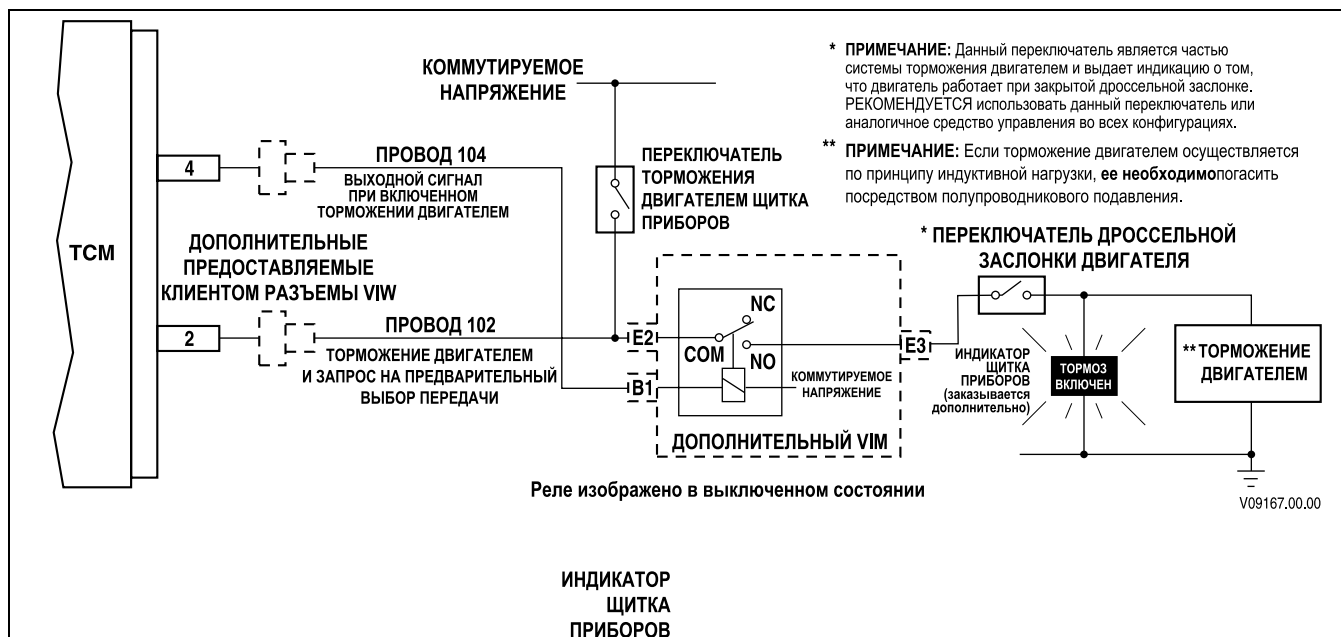 КОММУТИРУЕМОЕ
НАПРЯЖЕНИЕ
* ПРИМЕЧАНИЕ: Данный переключатель является частью
системы торможения двигателем и выдает индикацию о том,
что двигатель работает при закрытой дроссельной заслонке.
РЕКОМЕНДУЕТСЯ использовать данный переключатель или
аналогичное средство управления во всех конфигурациях.
** ПРИМЕЧАНИЕ: Если торможение двигателем осуществляется
по принципу индуктивной нагрузки, ее необходимопогасить
посредством полупроводникового подавления.
4
ПРОВОД 104
ВЫХОДНОЙ СИГНАЛ
ПРИ ВКЛЮЧЕННОМ
ТОРМОЖЕНИИ ДВИГАТЕЛЕМ
ПЕРЕКЛЮЧАТЕЛЬ
ТОРМОЖЕНИЯ
ДВИГАТЕЛЕМ ЩИТКА
ПРИБОРОВ
TCM
ДОПОЛНИТЕЛЬНЫЕ
ПРЕДОСТАВЛЯЕМЫЕ
КЛИЕНТОМ РАЗЪЕМЫ VIW
* ПЕРЕКЛЮЧАТЕЛЬ ДРОССЕЛЬНОЙ
ЗАСЛОНКИ ДВИГАТЕЛЯ
2
ПРОВОД 102
ТОРМОЖЕНИЕ ДВИГАТЕЛЕМ
И ЗАПРОС НА ПРЕДВАРИТЕЛЬНЫЙ
ВЫБОР ПЕРЕДАЧИ
E2
B1
COM
NC
NO
КОММУТИРУЕМОЕ
НАПРЯЖЕНИЕ
E3
ДОПОЛНИТЕЛЬНЫЙ VIM
ИНДИКАТОР
ЩИТКА
ПРИБОРОВ
(заказывается
дополнительно)
ТОРМОЗ
ВКЛЮЧЕН
** ТОРМОЖЕНИЕ
ДВИГАТЕЛЕМ
Реле изображено в выключенном состоянии
V09167.00.00
ИНДИКАТОР
ЩИТКА
ПРИБОРОВ